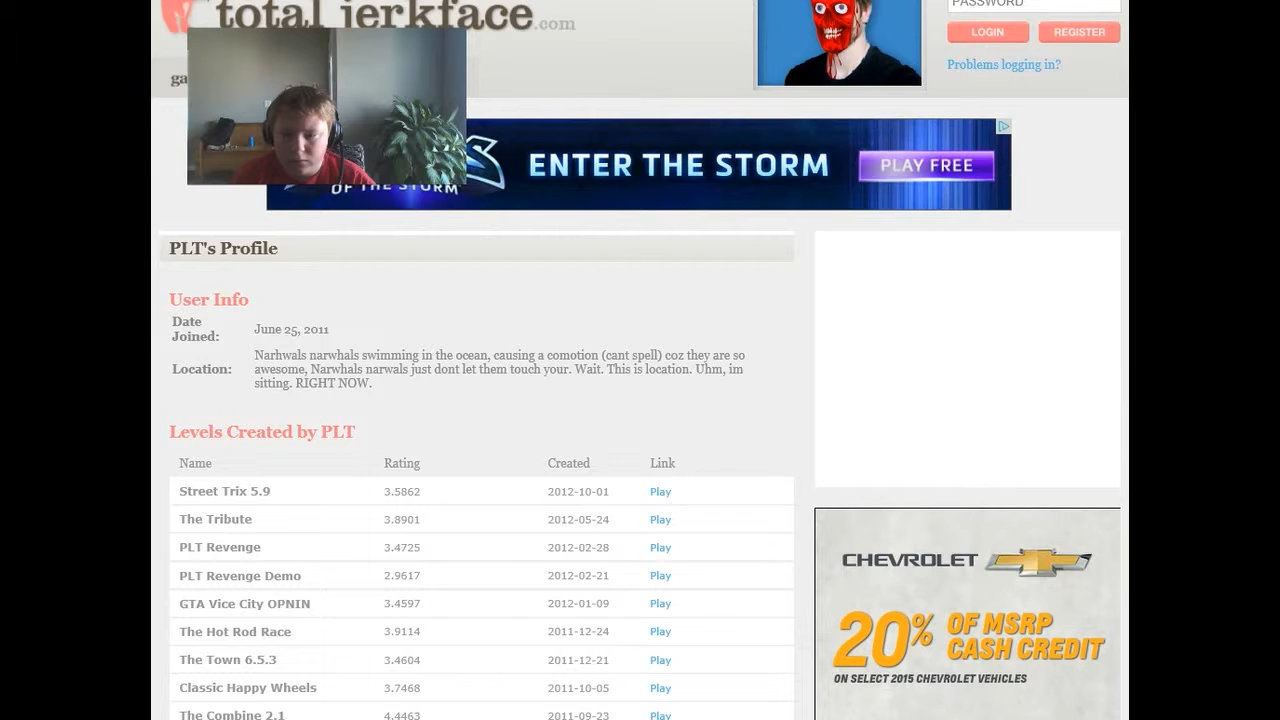 total jerkface.com
PASSWORD
LOGIN REGISTER
Problems logging in?
ga
ENTER THE STORM PLAY FREE
OF THE STORM
PLT's Profile
User Info
Date Joined: June 25, 2011
Location: Narhwals narwhals swimming in the ocean, causing a comotion (cant spell) coz they are so
awesome, Narwhals narwals just dont let them touch your. Wait. This is location. Uhm, im
sitting. RIGHT NOW.
Levels Created by PLT
Name Rating Created Link
Street Trix 5.9 3.5862 2012-10-01 Play
The Tribute 3.8901 2012-05-24 Play
PLT Revenge 3.4725 2012-02-28 Play
PLT Revenge Demo 2.9617 2012-02-21 Play
GTA Vice City OPNIN 3.4597 2012-01-09 Play
The Hot Rod Race 3.9114 2011-12-24 Play
The Town 6.5.3 3.4604 2011-12-21 Play
Classic Happy Wheels 3.7468 2011-10-05 Play
The Combine 2.1 4.4463 2011-09-23 Play
CHEVROLET
20% OF MSRP
CASH CREDIT
ON SELECT 2015 CHEVROLET VEHICLES